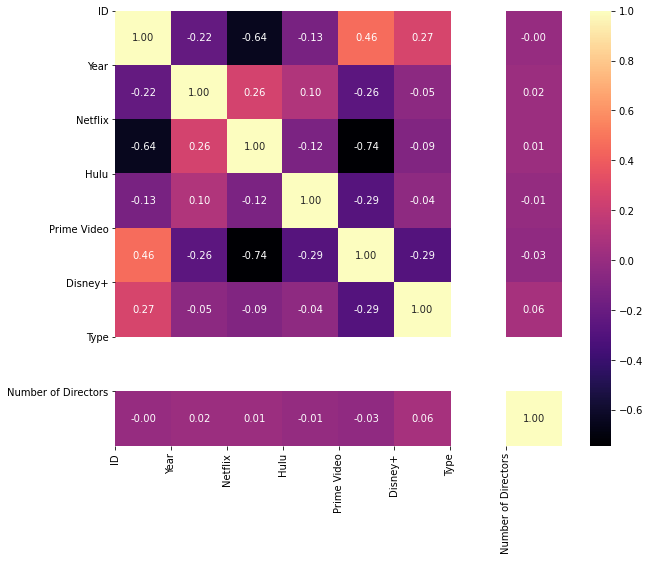 ID
1.00 -0.22 -0.64 -0.13 0.46 0.27 -0.00
Year
-0.22 1.00 0.26 0.10 -0.26 -0.05 0.02
Netflix
-0.64 0.26 1.00 -0.12 -0.74 -0.09 0.01
Hulu
-0.13 0.10 -0.12 1.00 -0.29 -0.04 -0.01
Prime Video
0.46 -0.26 -0.74 -0.29 1.00 -0.29 -0.03
Disney+
0.27 -0.05 -0.09 -0.04 -0.29 1.00 0.06
Type
Number of Directors
-0.00 0.02 0.01 -0.01 -0.03 0.06 1.00
ID
Year
Netflix
Hulu
Prime Video
Disney+
Type
Number of Directors
1.0
0.8
0.6
0.4
0.2
0.0
−0.2
−0.4
−0.6